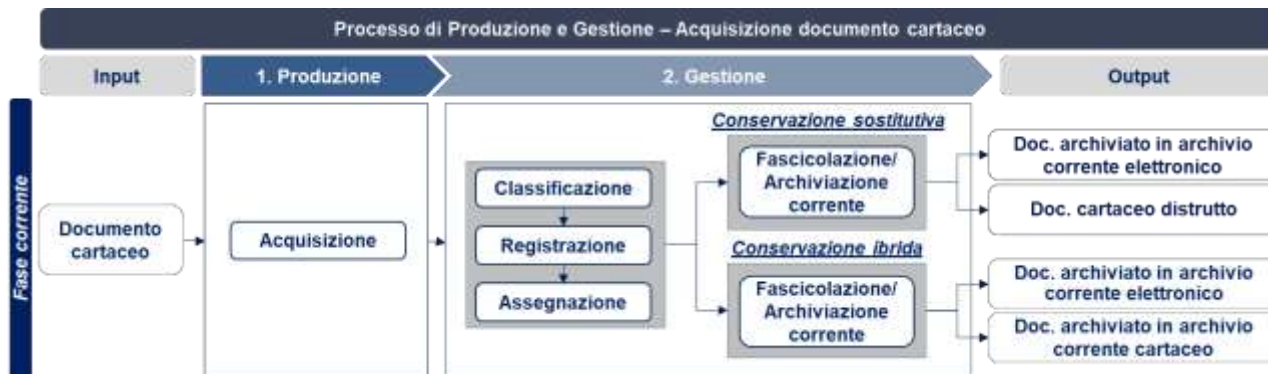 Processo di Produzione e Gestione – Acquisizione documento cartaceo
Input
1. Produzione
2. Gestione
Output
Fase corrente
Documento
cartaceo
Acquisizione
Classificazione
Registrazione
Assegnazione
Conservazione sostitutiva
Fascicolazione/
Archiviazione
corrente
Conservazione ibrida
Fascicolazione/
Archiviazione
corrente
Doc. archiviato in archivio
corrente elettronico
Doc. cartaceo distrutto
Doc. archiviato in archivio
corrente elettronico
Doc. archiviato in archivio
corrente cartaceo